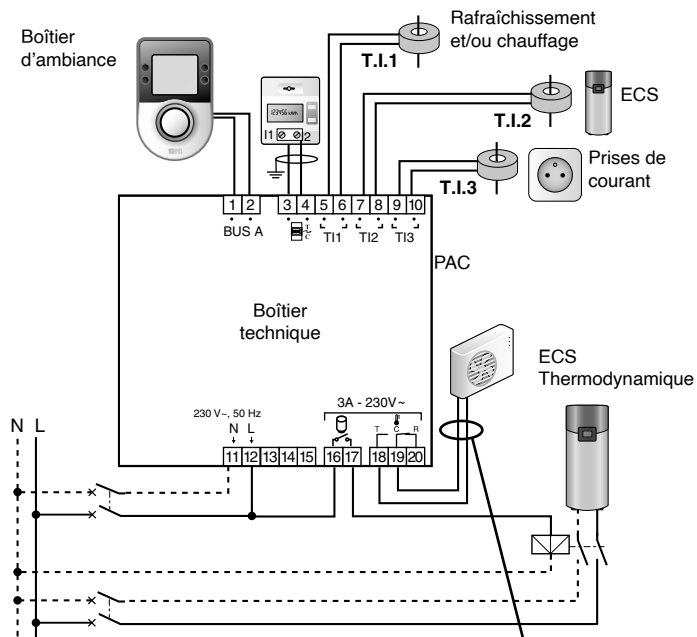 Boîtier
d'ambiance
Rafraîchissement
et/ou chauffage
T.I.1
ECS
T.I.2
123456 kWh
I1
2
Prises de
courant
T.I.3
1 2 3 4 5 6 7 8 9 10
BUS A
T
C
TI1 TI2 TI3
PAC
Boîtier
technique
ECS
Thermodynamique
3A - 230V~
230 V~, 50 Hz
N L
T C R
N L
11 12 13 14 15 16 17 18 19 20